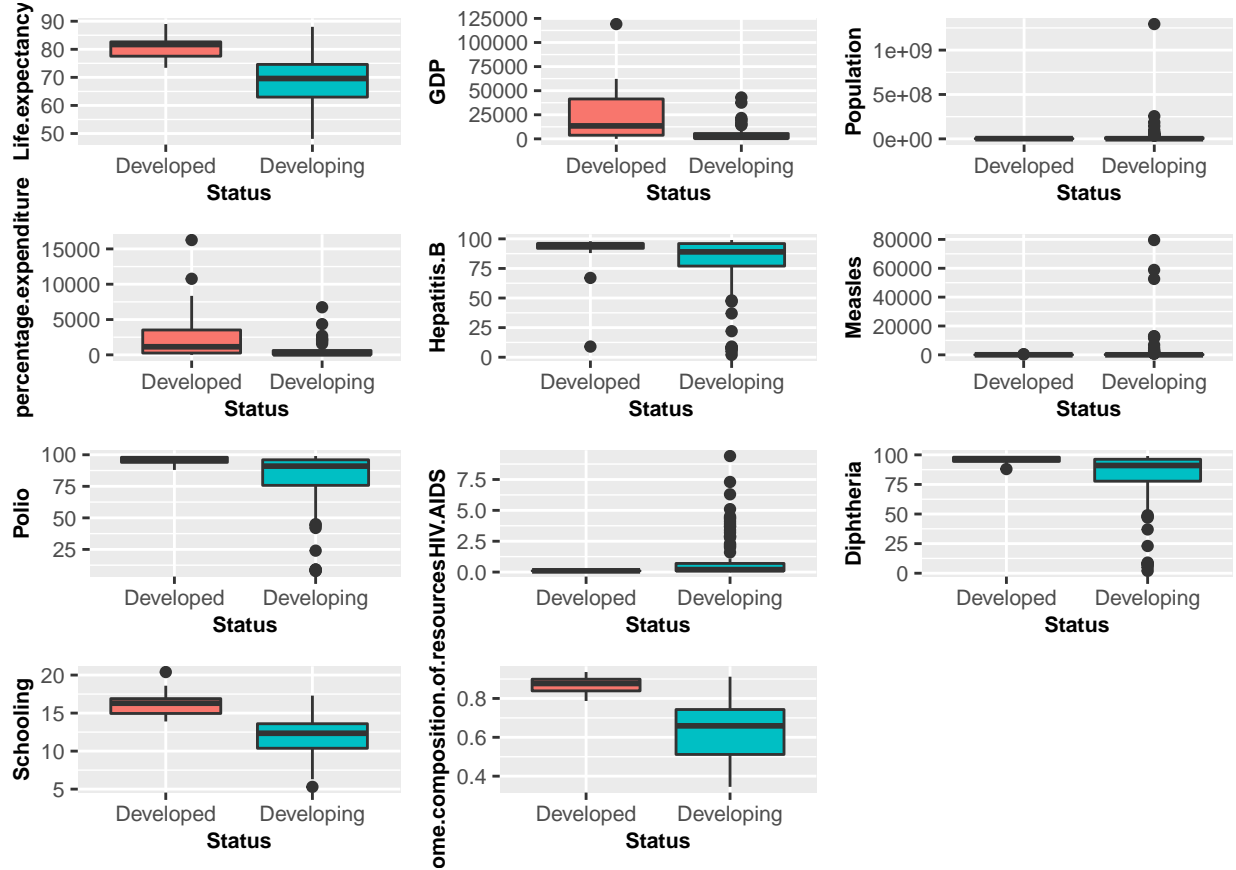 Life.expectancy
90
80
70
60
50
Developed Developing
Status
GDP
125000
100000
75000
50000
25000
0
Developed Developing
Status
Population
1e+09
5e+08
0e+00
Developed Developing
Status
percentage.expenditure
15000
10000
5000
0
Developed Developing
Status
Hepatitis.B
100
75
50
25
0
Developed Developing
Status
Measles
80000
60000
40000
20000
0
Developed Developing
Status
Polio
100
75
50
25
Developed Developing
Status
HIV.AIDS
7.5
5.0
2.5
0.0
Developed Developing
Status
Diphtheria
100
75
50
25
0
Developed Developing
Status
Schooling
20
15
10
5
Developed Developing
Status
ome.composition.of.resources
0.8
0.6
0.4
Developed Developing
Status